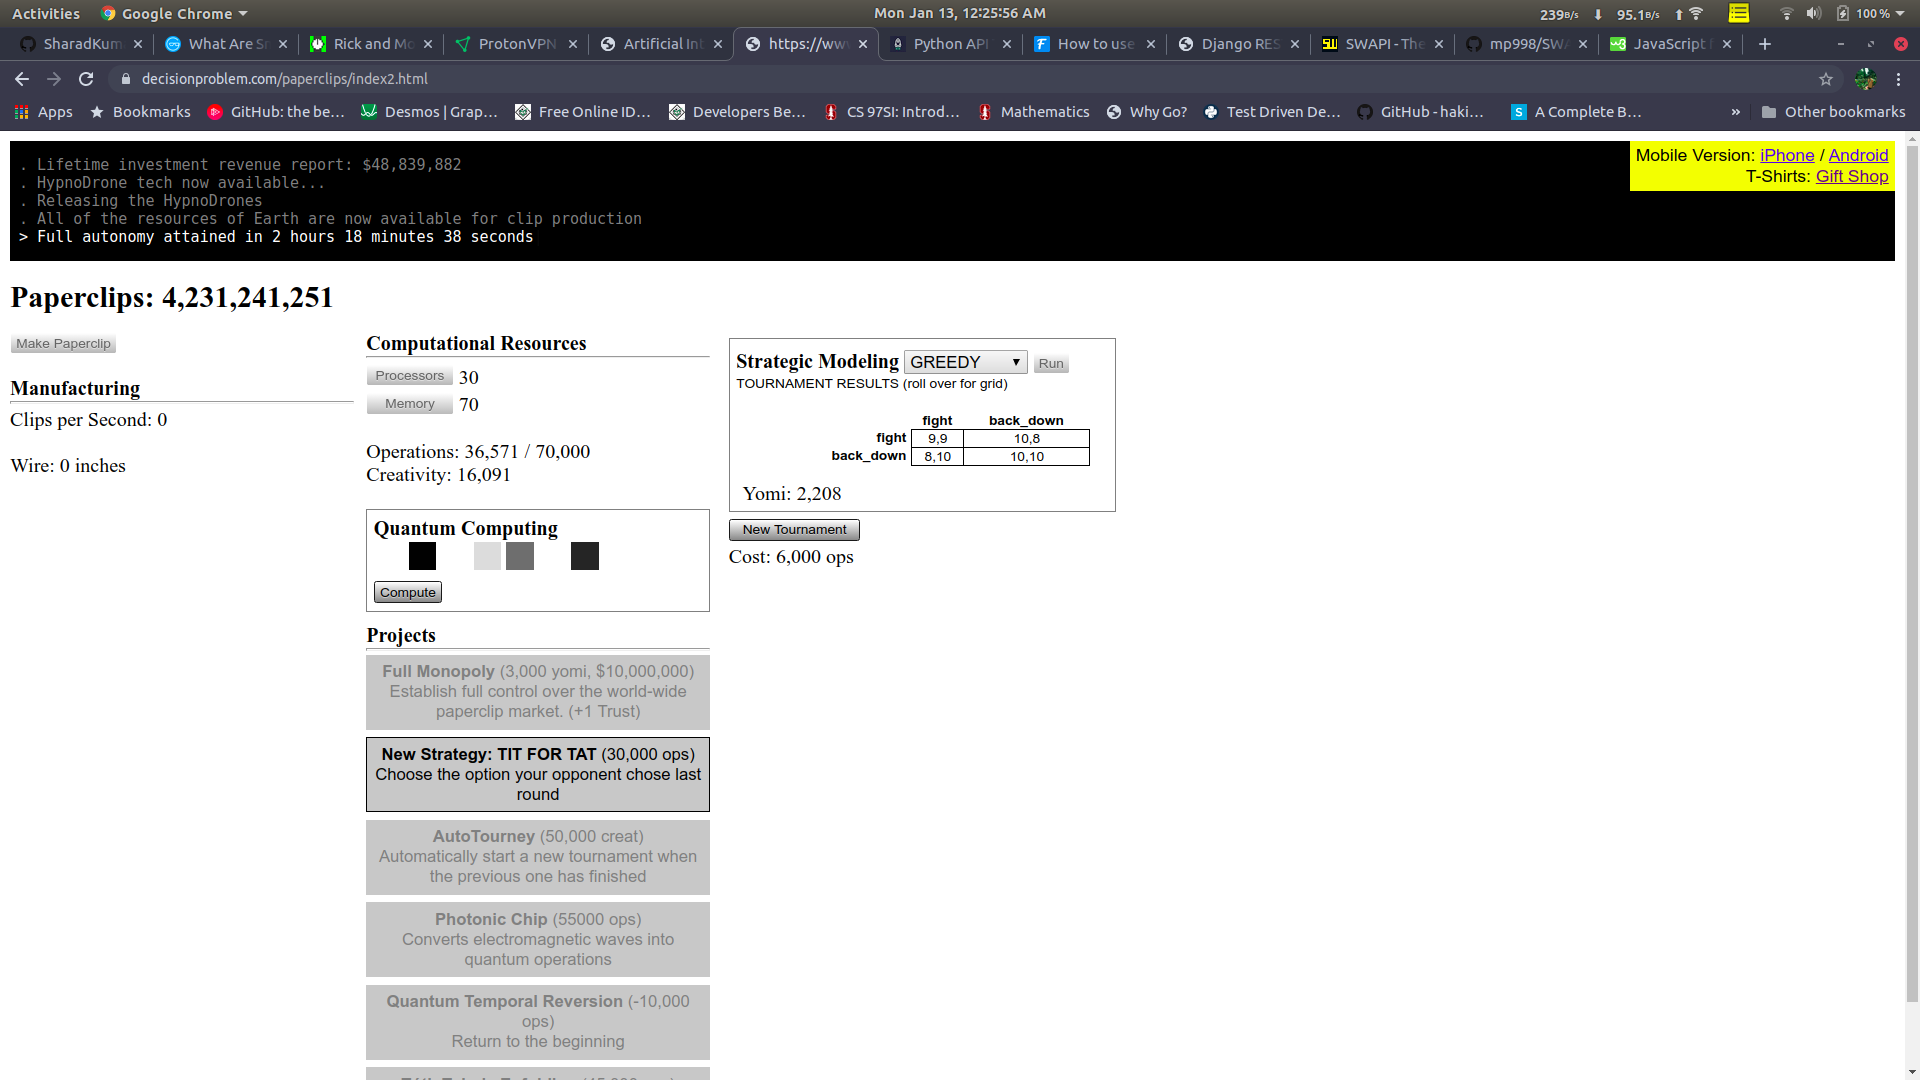 Activities Google Chrome Mon Jan 13, 12:25:56 AM 239B/s 95.1B/s 100 %
SharadKum What Are Sr Rick and Mo ProtonVPN Artificial Int https://ww Python API How to use Django RES SWAPI - The mp998/SWA JavaScript
decisionproblem.com/paperclips/index2.html
Apps Bookmarks GitHub: the be... Desmos | Grap... Free Online ID... Developers Be... CS 97SI: Introd... Mathematics Why Go? Test Driven De... GitHub - haki... A Complete B... » Other bookmarks
. Lifetime investment revenue report: $48,839,882
. HypnoDrone tech now available...
. Releasing the HypnoDrones
. All of the resources of Earth are now available for clip production
> Full autonomy attained in 2 hours 18 minutes 38 seconds
Mobile Version: iPhone / Android
T-Shirts: Gift Shop
Paperclips: 4,231,241,251
Make Paperclip
Manufacturing
Clips per Second: 0
Wire: 0 inches
Computational Resources
Processors 30
Memory 70
Operations: 36,571 / 70,000
Creativity: 16,091
Quantum Computing
Compute
Projects
Full Monopoly (3,000 yomi, $10,000,000)
Establish full control over the world-wide
paperclip market. (+1 Trust)
New Strategy: TIT FOR TAT (30,000 ops)
Choose the option your opponent chose last
round
AutoTourney (50,000 creat)
Automatically start a new tournament when
the previous one has finished
Photonic Chip (55000 ops)
Converts electromagnetic waves into
quantum operations
Quantum Temporal Reversion (-10,000
ops)
Return to the beginning
Strategic Modeling GREEDY Run
TOURNAMENT RESULTS (roll over for grid)
fight back_down
fight 9,9 10,8
back_down 8,10 10,10
Yomi: 2,208
New Tournament
Cost: 6,000 ops